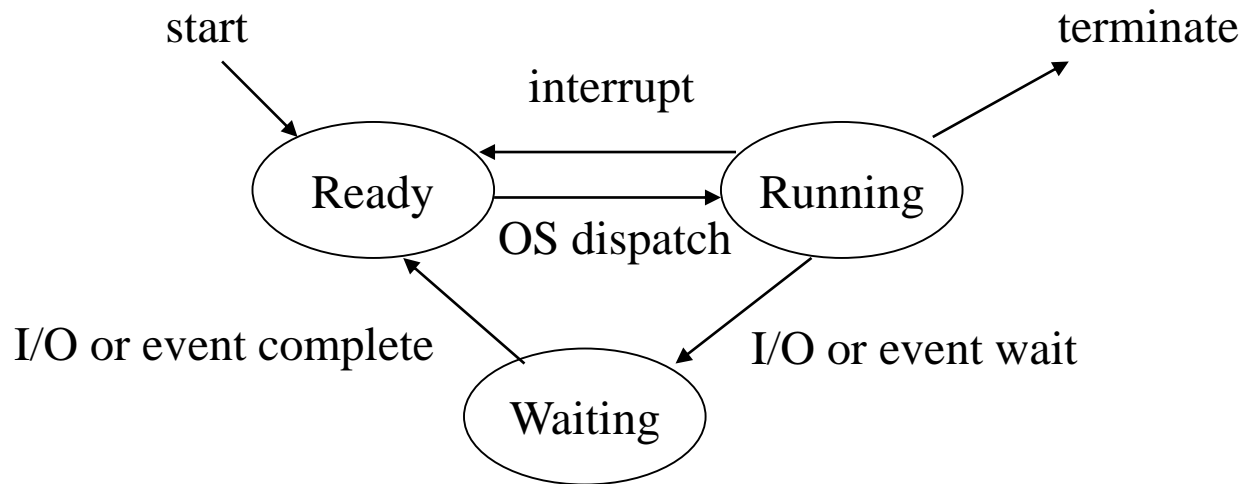 start
terminate
interrupt
Ready
Running
OS dispatch
I/O or event complete
I/O or event wait
Waiting